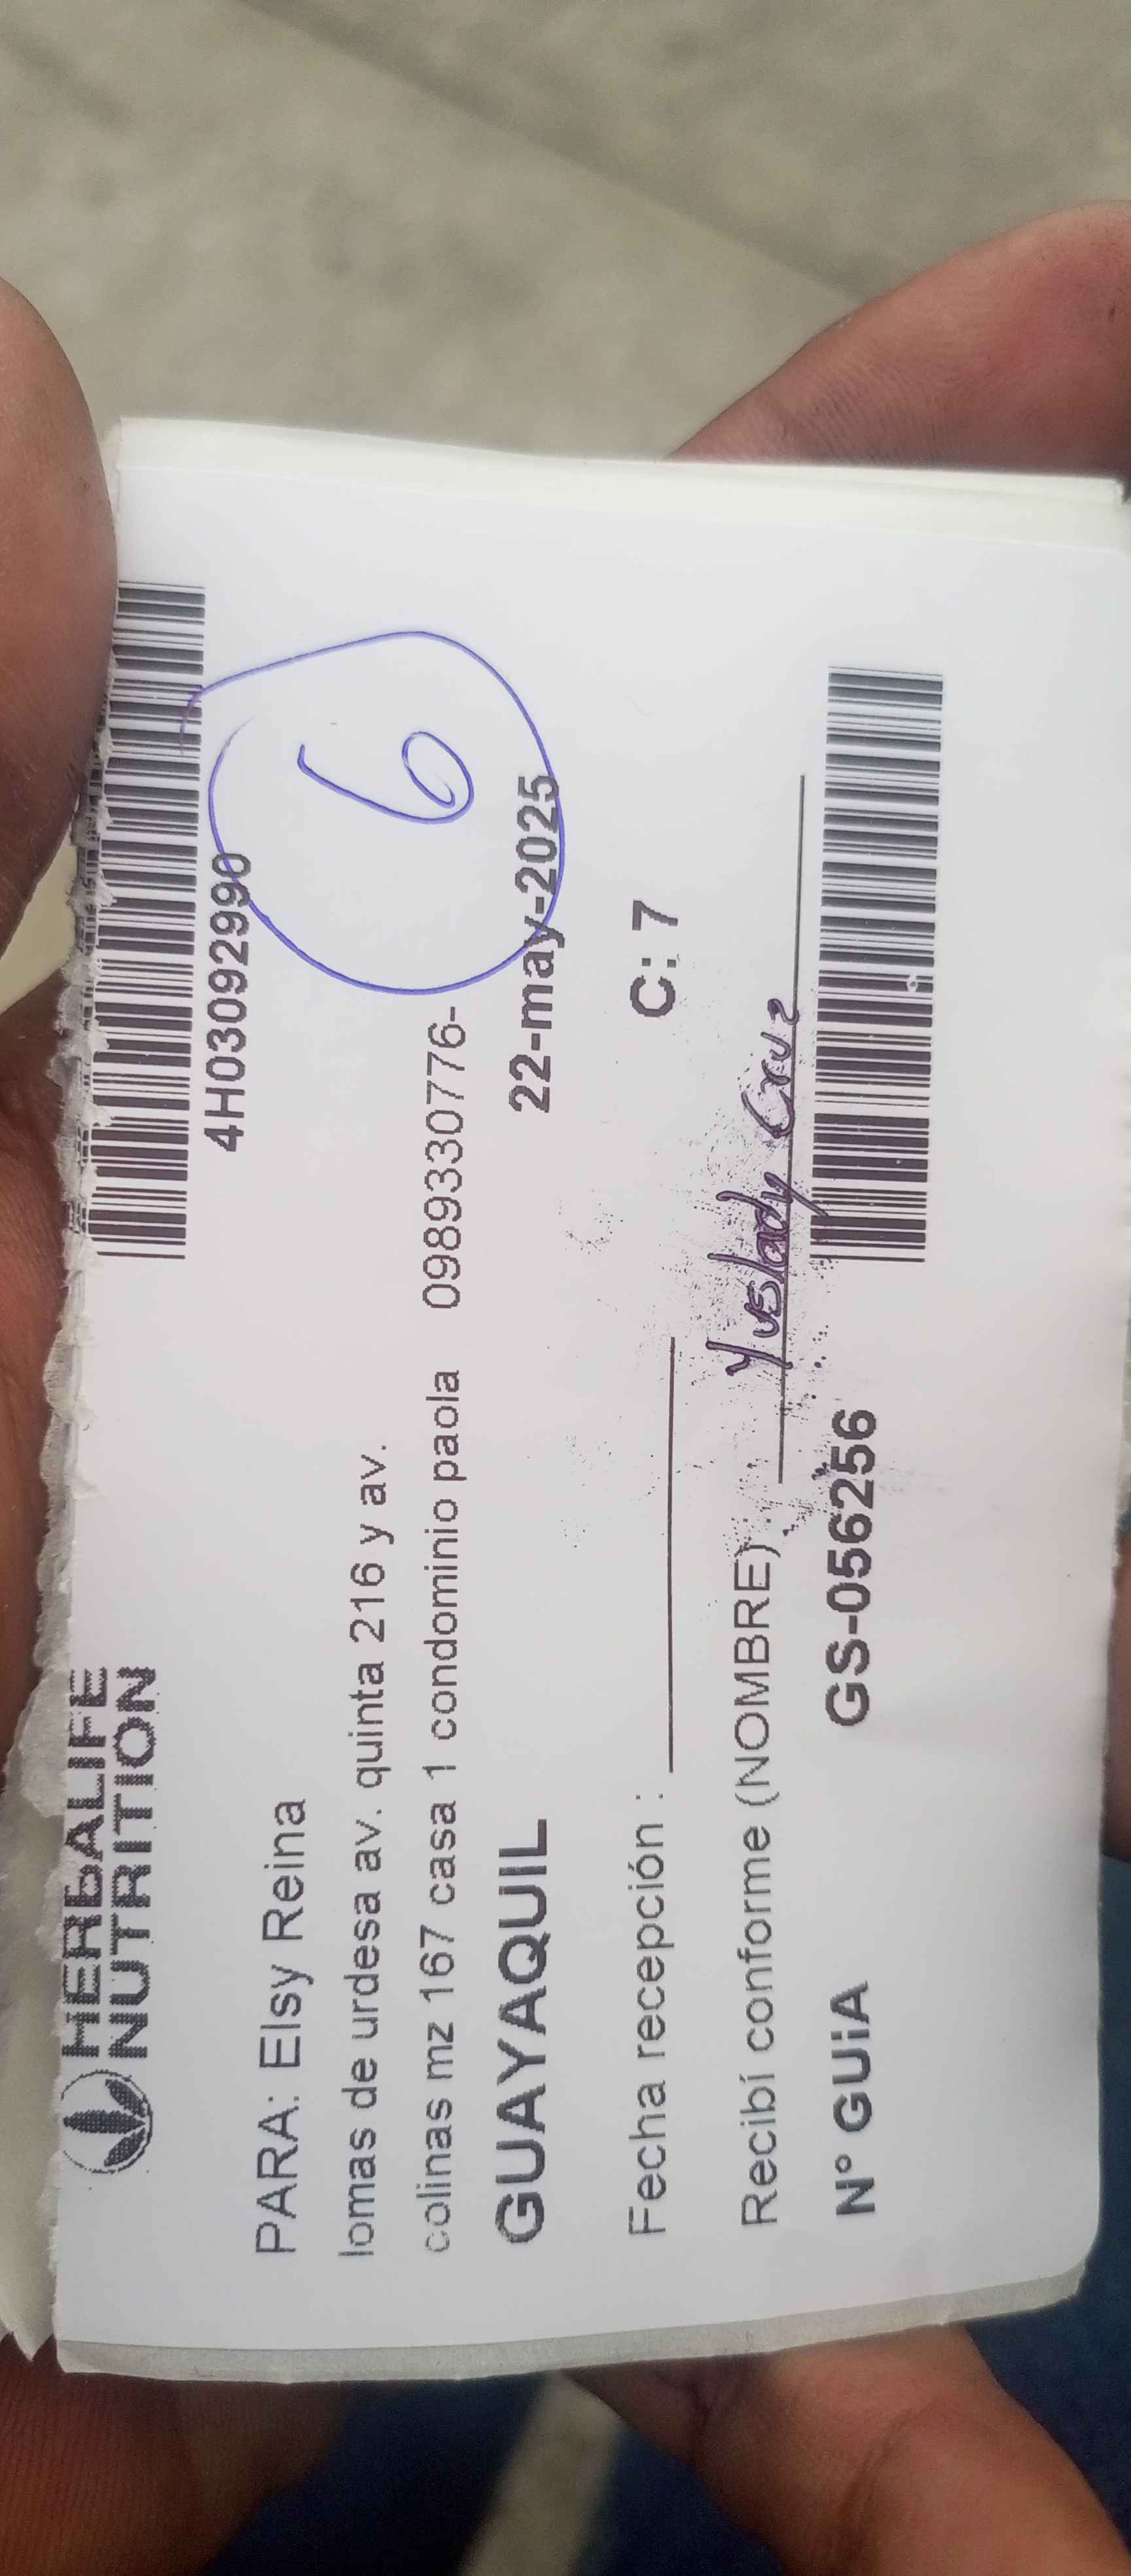 HERBALIFE
NUTRITION
4H03092990
PARA: Elsy Reina
6
lomas de urdesa av. quinta 216 y av.
colinas mz 167 casa 1 condominio paola 0989330776-
GUAYAQUIL 22-may-2025
Fecha recepción : C: 7
Recibí conforme (NOMBRE) : Yuslady Cruz
N° GUiA GS-056256